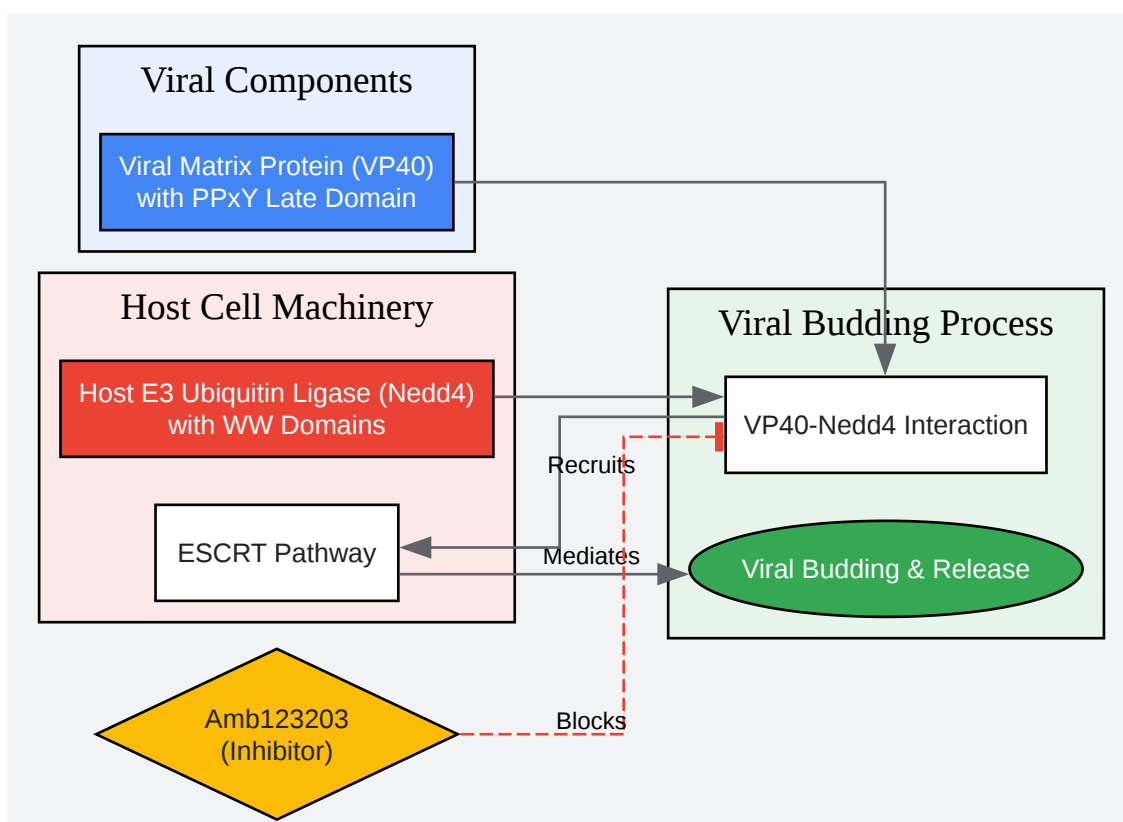 Viral Components
Viral Matrix Protein (VP40)
with PPxY Late Domain
Host Cell Machinery
Host E3 Ubiquitin Ligase (Nedd4)
with WW Domains
ESCRT Pathway
Viral Budding Process
VP40-Nedd4 Interaction
Viral Budding & Release
Recruits
Mediates
Amb123203
(Inhibitor)
Blocks